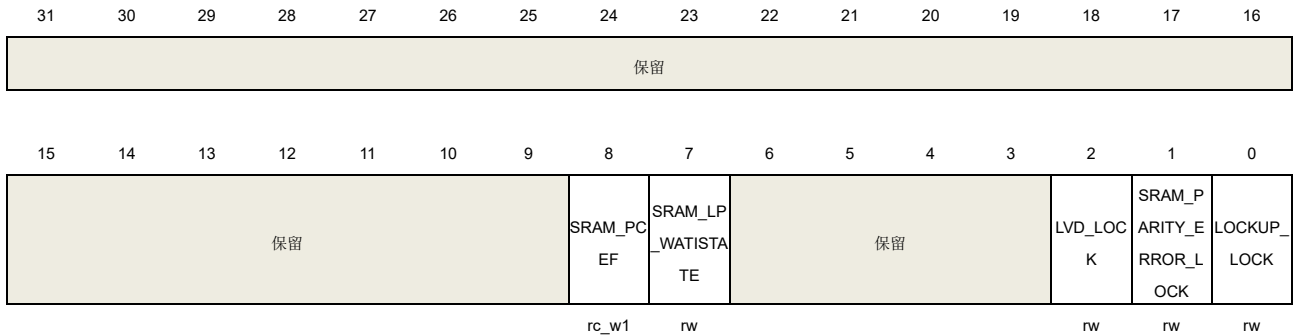 31 30 29 28 27 26 25 24 23 22 21 20 19 18 17 16
保留
15 14 13 12 11 10 9 8 7 6 5 4 3 2 1 0
保留
SRAM_PC
EF
SRAM_LP
_WATISTA
TE
保留
LVD_LOC
K
SRAM_P
ARITY_E
RROR_L
OCK
LOCKUP_
LOCK
rc_w1 rw rw rw rw